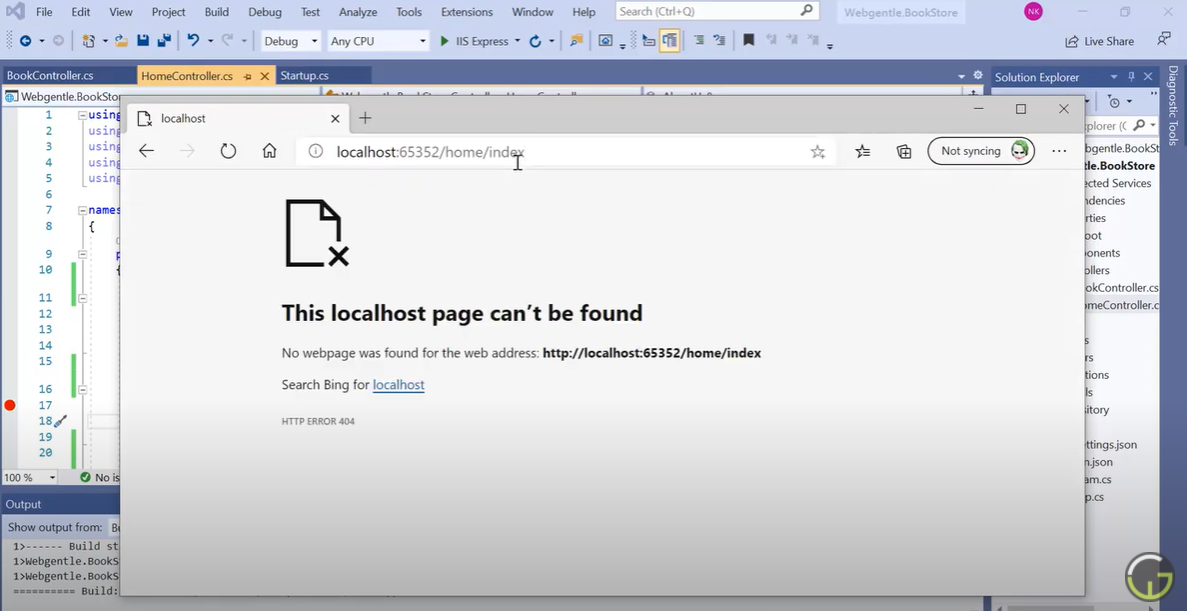 File Edit View Project Build Debug Test Analyze Tools Extensions Window Help Search (Ctrl+Q) Webgentle.BookStore NK
Debug Any CPU IIS Express Live Share
BookController.cs HomeController.cs Startup.cs Solution Explorer
Diagnostic Tools
Webgentle.BookSto
localhost
localhost:65352/home/index Not syncing
This localhost page can't be found
No webpage was found for the web address: http://localhost:65352/home/index
Search Bing for localhost
HTTP ERROR 404
1 using
2 using
3 using
4 using
5 using
6
7 names
8 {
9 p
10 {
11
12
13
14
15
16
17
18
19
20
100 % No is
Output
Show output from: Bu
1>------ Build st
1>Webgentle.BookS
1>Webgentle.BookS
========== Build:
xplorer (C
ebgentle.BookSt
tle.BookStore
ected Services
ndencies
rties
oot
ponents
ollers
ookController.cs
omeController.cs
s
rs
tions
ls
sitory
ettings.json
m.json
am.cs
p.cs